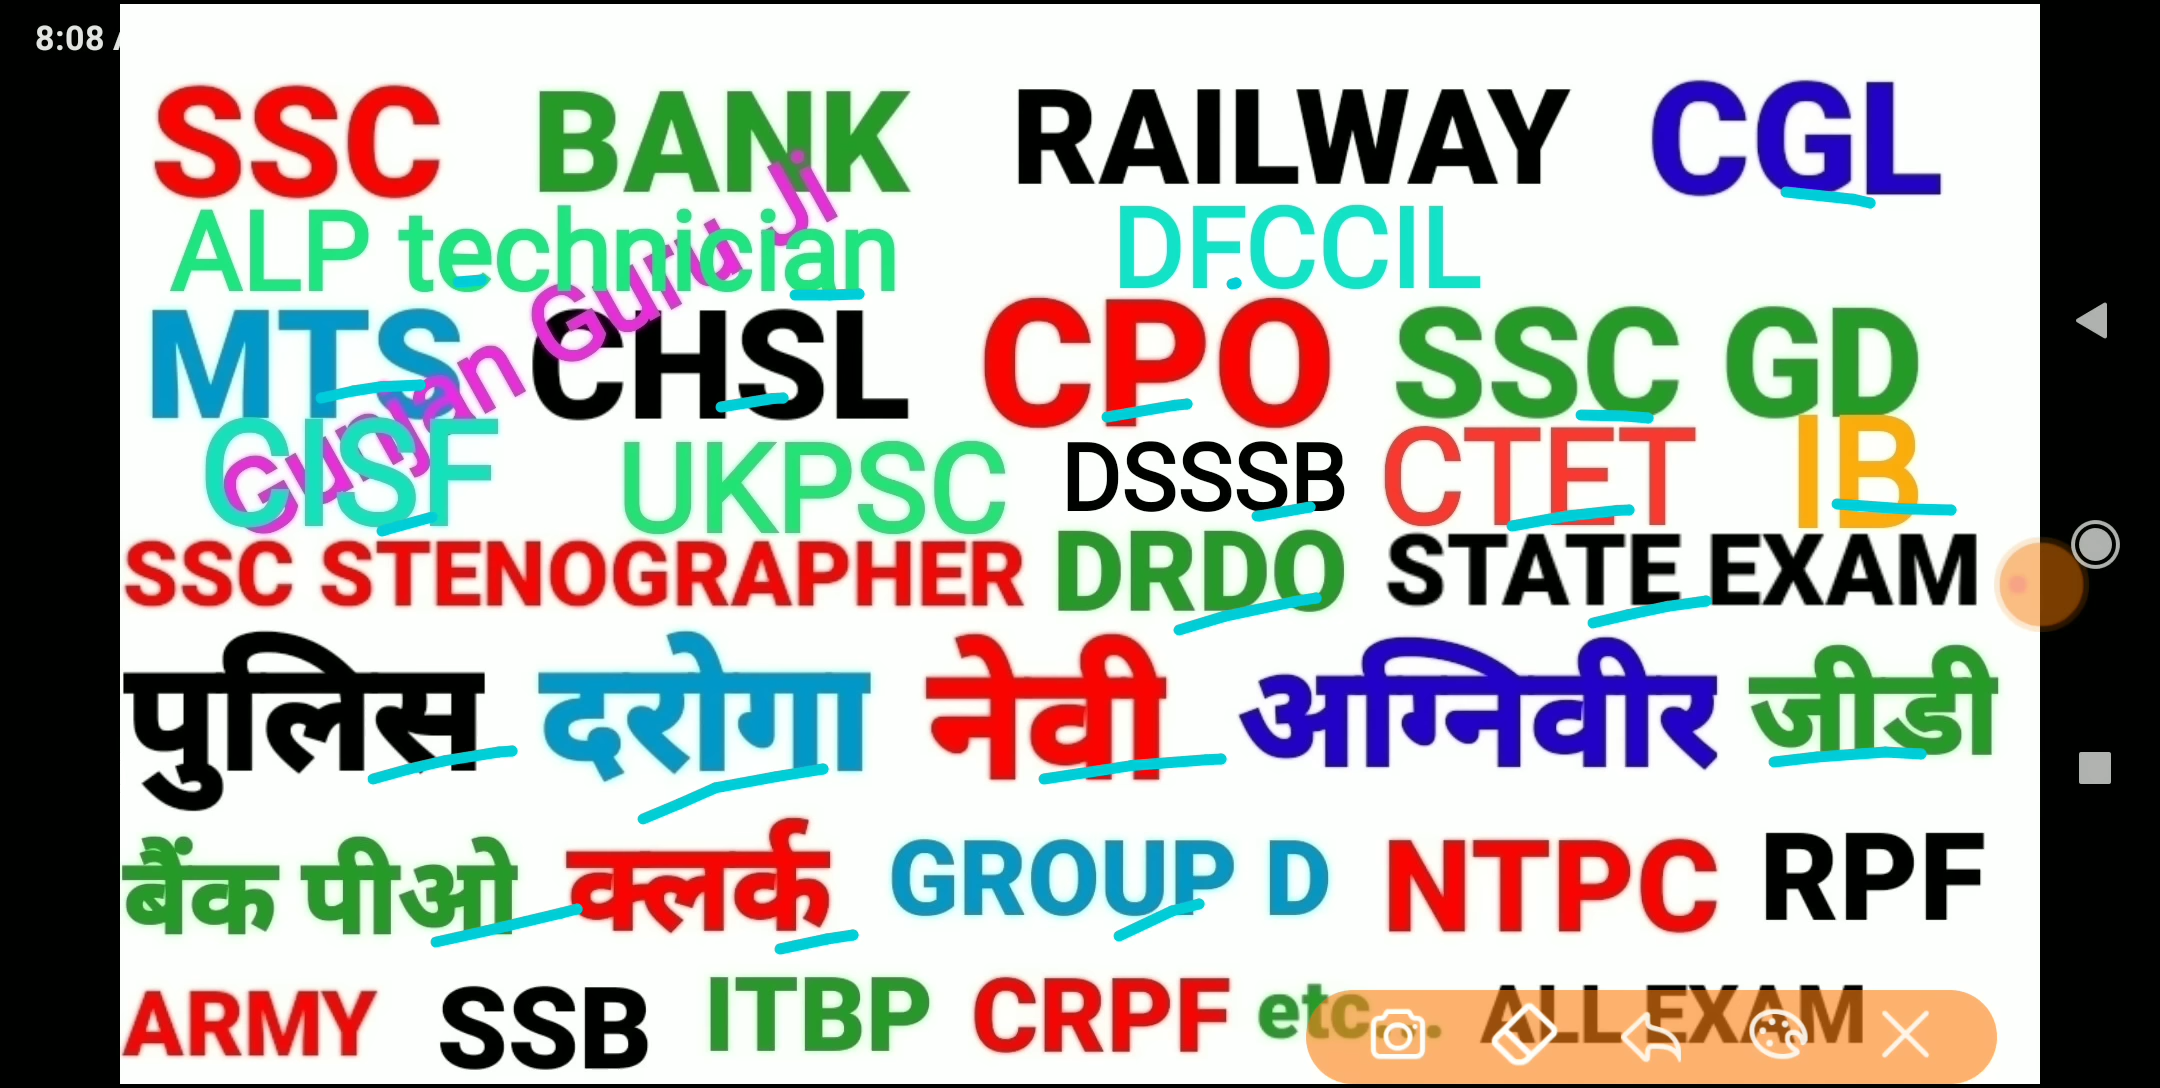 8:08
SSC BANK RAILWAY CGL
ALP technician DFCCIL
MTS CHSL CPO SSC GD
Gunjan Guru Ji
CISF UKPSC DSSSB CTET IB
SSC STENOGRAPHER DRDO STATE EXAM
पुलिस दरोगा नेवी अग्निवीर जीडी
बैंक पीओ क्लर्क GROUP D NTPC RPF
ARMY SSB ITBP CRPF etc... ALL EXAM